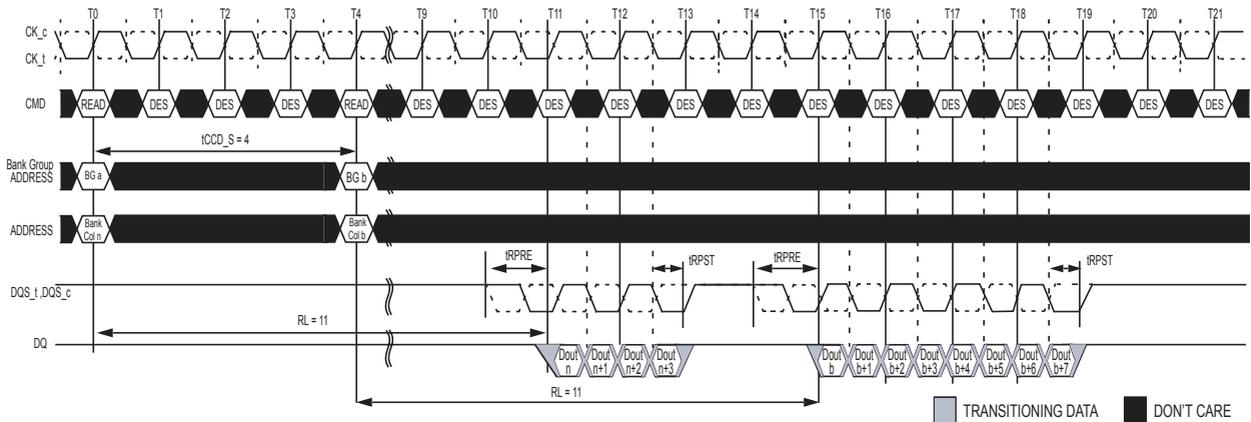 T0 T1 T2 T3 T4 T9 T10 T11 T12 T13 T14 T15 T16 T17 T18 T19 T20 T21
CK_c
CK_t
CMD READ DES DES DES READ DES DES DES DES DES DES DES DES DES DES DES DES DES
tCCD_S = 4
Bank Group
ADDRESS BG a BG b
ADDRESS Bank Col n Bank Col b
tRPRE tRPST tRPRE tRPST
DQS_t ,DQS_c
RL = 11
DQ Dout n Dout n+1 Dout n+2 Dout n+3 Dout b Dout b+1 Dout b+2 Dout b+3 Dout b+4 Dout b+5 Dout b+6 Dout b+7
RL = 11
TRANSITIONING DATA DON'T CARE